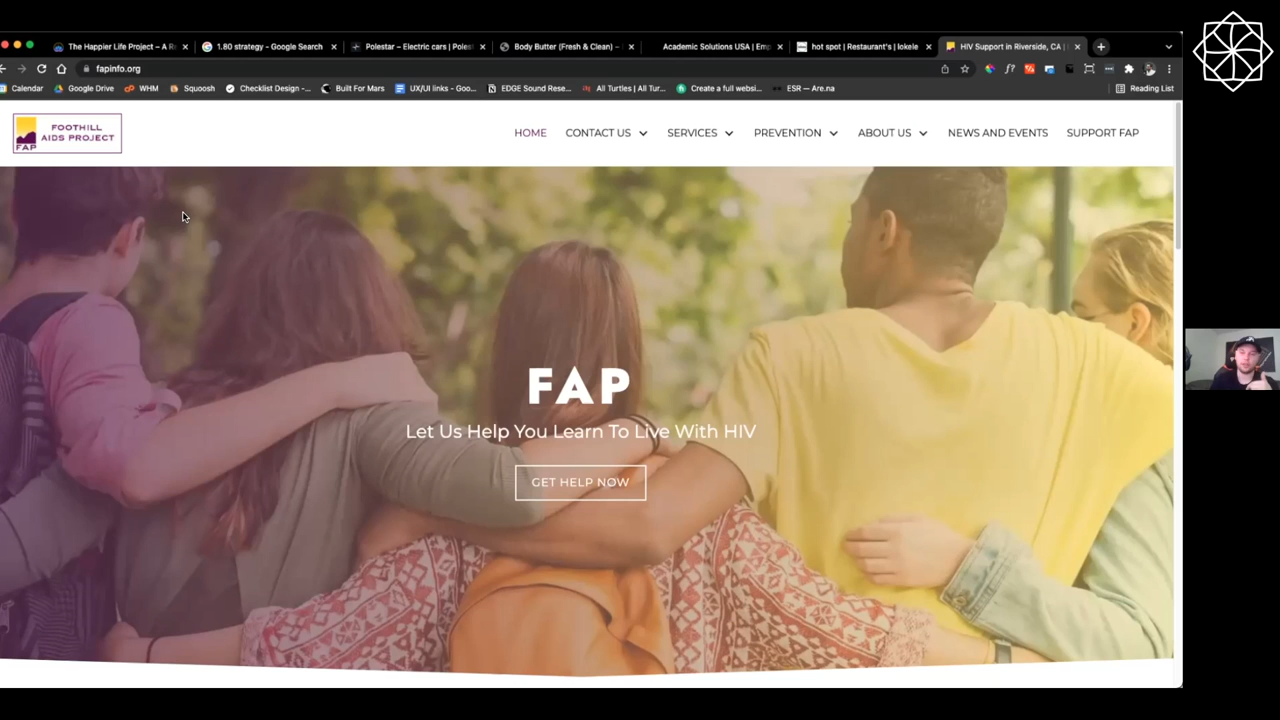 The Happier Life Project – A Re
1.80 strategy - Google Search
Polestar – Electric cars | Poles
Body Butter (Fresh & Clean) –
Academic Solutions USA | Emp
hot spot | Restaurant's | lokele
HIV Support in Riverside, CA |
fapinfo.org
Calendar
Google Drive
WHM
Squoosh
Checklist Design -...
Built For Mars
UX/UI links - Goo...
EDGE Sound Rese...
All Turtles | All Tur...
Create a full websi...
ESR — Are.na
Reading List
FOOTHILL
AIDS PROJECT
FAP
HOME
CONTACT US
SERVICES
PREVENTION
ABOUT US
NEWS AND EVENTS
SUPPORT FAP
FAP
Let Us Help You Learn To Live With HIV
GET HELP NOW